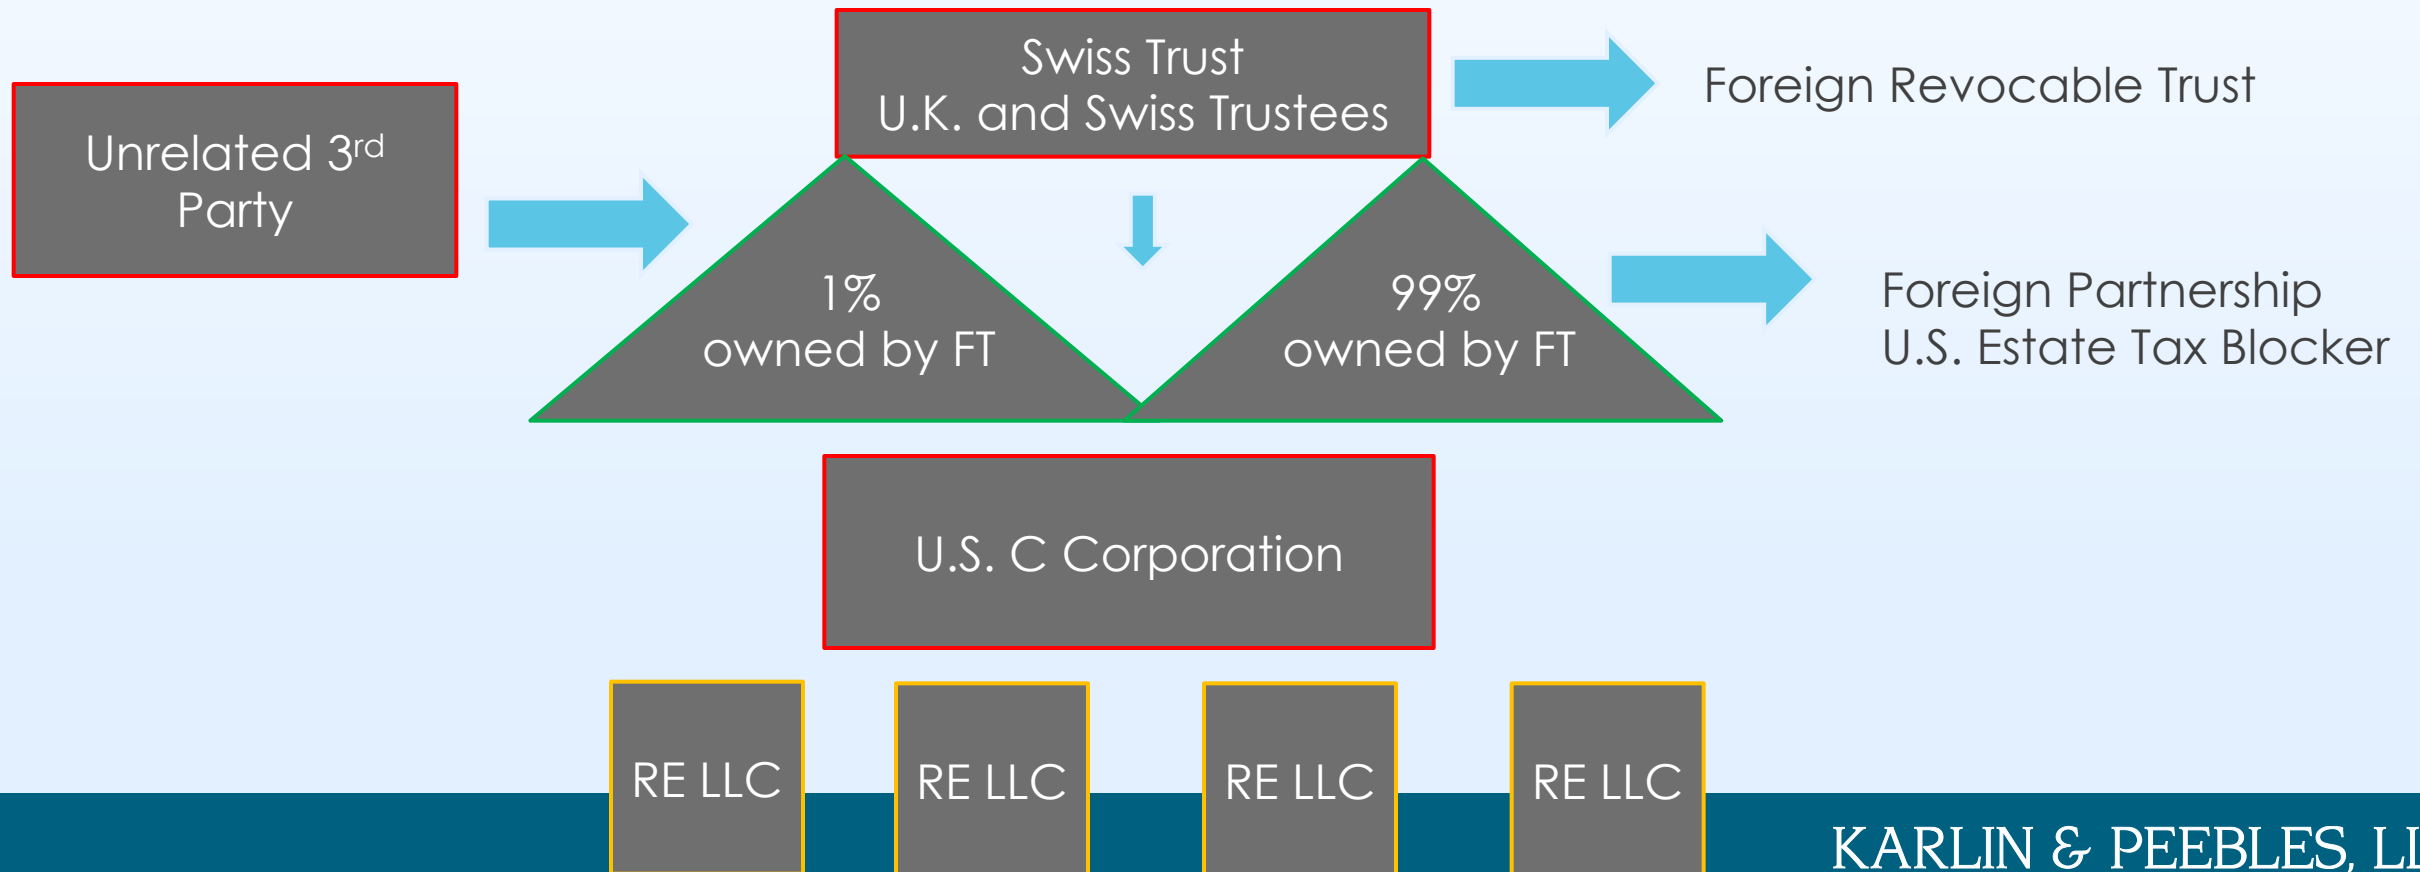 Swiss Trust
U.K. and Swiss Trustees
Foreign Revocable Trust
Unrelated 3rd
Party
1%
owned by FT
99%
owned by FT
Foreign Partnership
U.S. Estate Tax Blocker
U.S. C Corporation
RE LLC
RE LLC
RE LLC
RE LLC
KARLIN & PEEBLES,